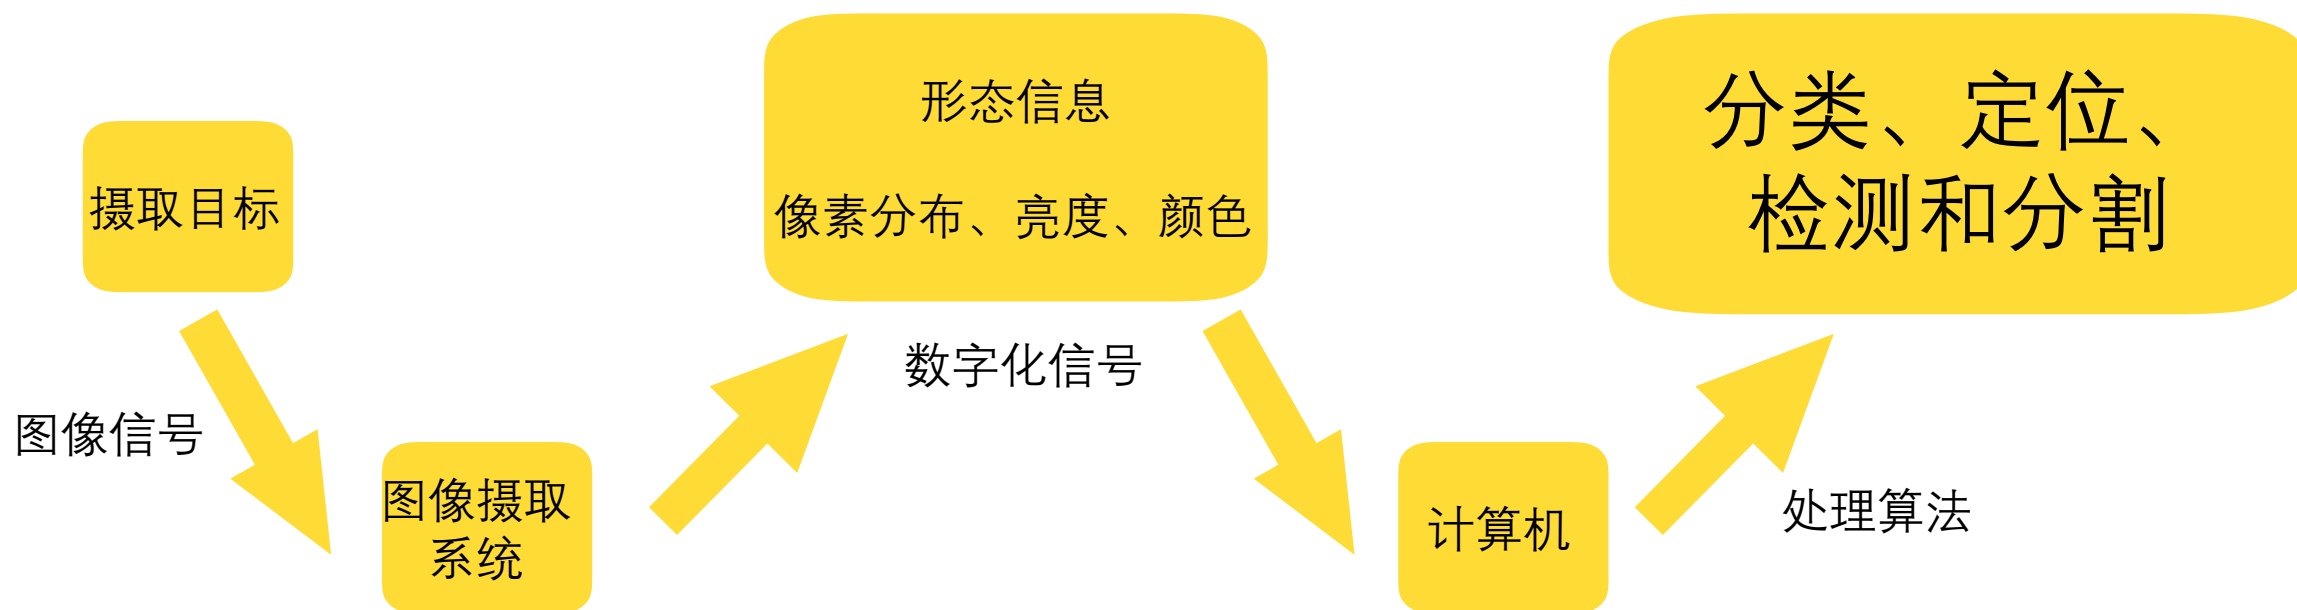 摄取目标
图像信号
图像摄取
系统
形态信息
像素分布、亮度、颜色
数字化信号
计算机
处理算法
分类、定位、
检测和分割